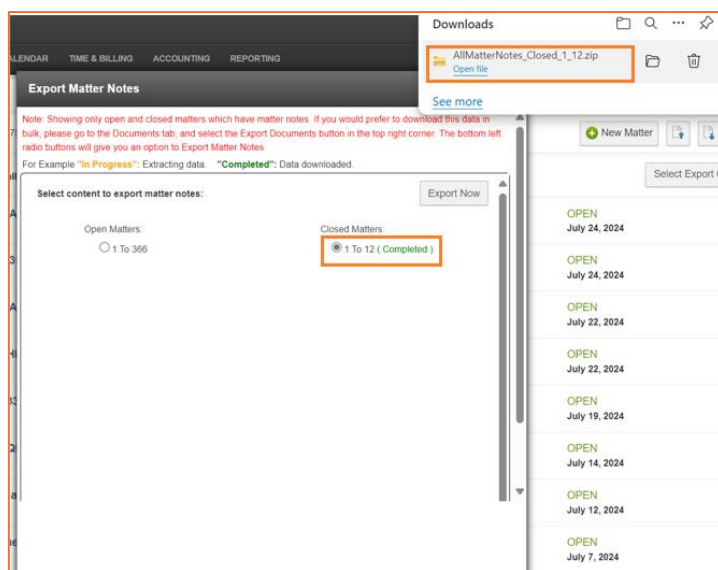 Downloads
AllMatterNotes_Closed_1_12.zip
Open file
See more
TIME & BILLING
ACCOUNTING
REPORTING
Export Matter Notes
Note: Showing only open and closed matters which have matter notes. If you would prefer to download this data in
bulk, please go to the Documents tab, and select the Export Documents button in the top right corner. The bottom left
radio buttons will give you an option to Export Matter Notes.
For Example "In Progress": Extracting data. "Completed": Data downloaded.
Select content to export matter notes:
Export Now
Open Matters:
Closed Matters:
1 To 366
1 To 12 ( Completed )
New Matter
Select Export
OPEN
July 24, 2024
OPEN
July 24, 2024
OPEN
July 22, 2024
OPEN
July 22, 2024
OPEN
July 19, 2024
OPEN
July 14, 2024
OPEN
July 12, 2024
OPEN
July 7, 2024